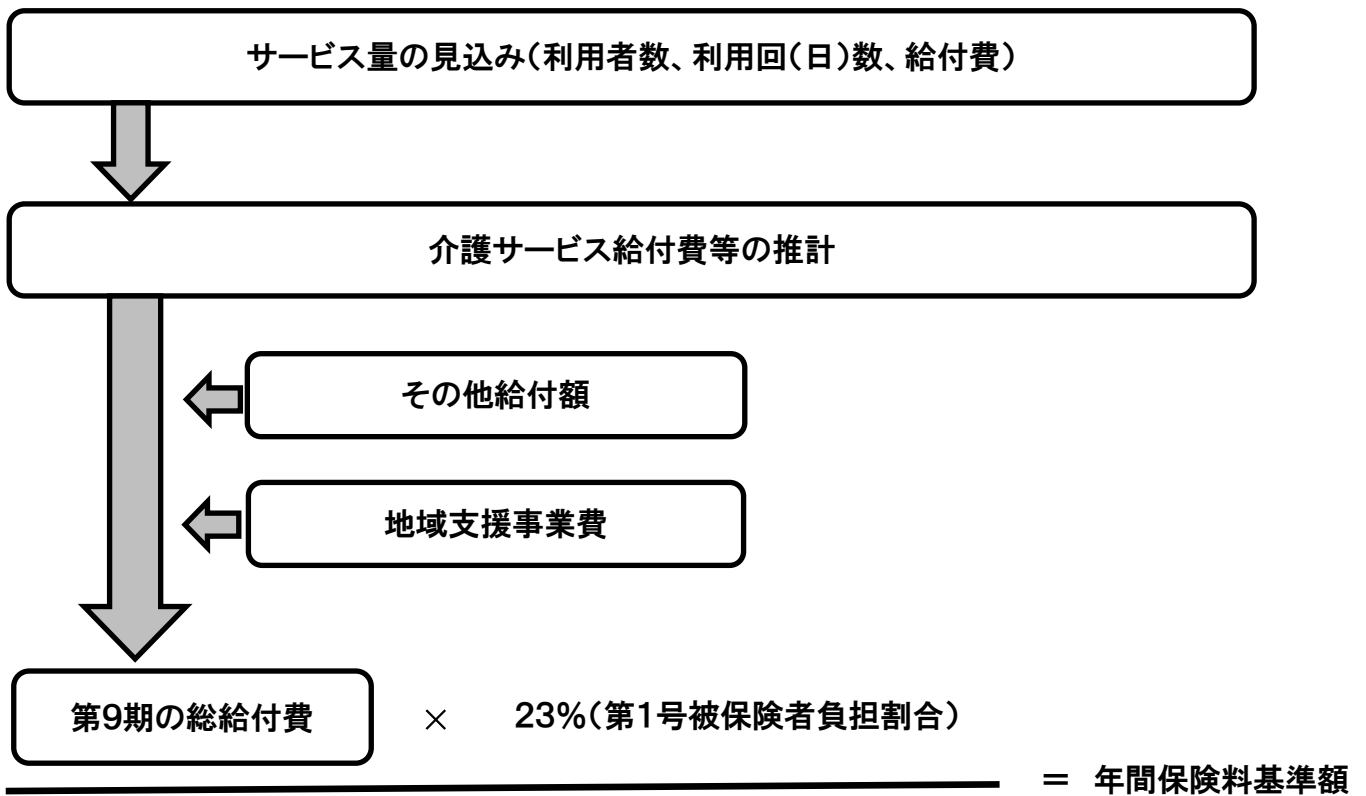 サービス量の見込み(利用者数、利用回(日)数、給付費)
介護サービス給付費等の推計
その他給付額
地域支援事業費
第9期の総給付費 × 23%(第1号被保険者負担割合)
= 年間保険料基準額